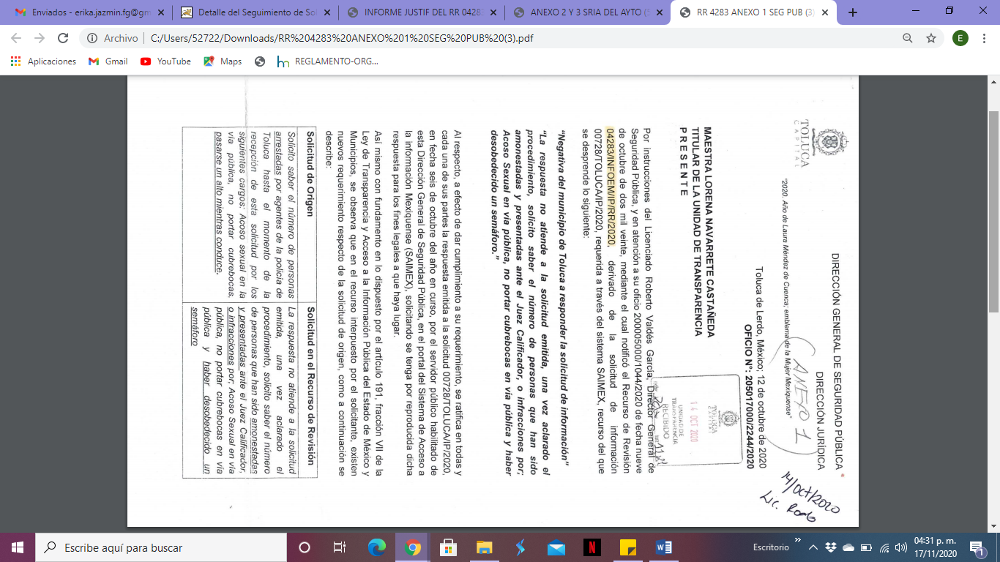 Enviados - erika.jazmin.fg@gm
Detalle del Seguimiento de Sol
INFORME JUSTIF DEL RR 0428
ANEXO 2 Y 3 SRIA DEL AYTO (5
RR 4283 ANEXO 1 SEG PUB (3)
Archivo
C:/Users/52722/Downloads/RR%204283%20ANEXO%201%20SEG%20PUB%20(3).pdf
E
Aplicaciones
Gmail
YouTube
Maps
REGLAMENTO-ORG...
TOLUCA
CAPITAL
DIRECCIÓN GENERAL DE SEGURIDAD PÚBLICA
DIRECCIÓN JURÍDICA
"2020. Año de Laura Méndez de Cuenca; emblema de la Mujer Mexiquense"
ANEXO 1
14/Oct/2020
Lic.
Toluca de Lerdo, México; 12 de octubre de 2020
OFICIO N°: 205017000/2244/2020
TOLUCA
CAPITAL
14 OCT 2020
UNIDAD DE
TRANSPARENCIA
RECIBIDO
MAESTRA LORENA NAVARRETE CASTAÑEDA
TITULAR DE LA UNIDAD DE TRANSPARENCIA
P R E S E N T E
Por instrucciones del Licenciado Roberto Valdés García, Director General de
Seguridad Pública, y en atención a su oficio 200005000/1044/2020 de fecha nueve
de octubre de dos mil veinte, mediante el cual notificó el Recurso de Revisión
04283/INFOEM/IP/RR/2020, derivado de la solicitud de información
00728/TOLUCA/IP/2020, requerida a través del sistema SAIMEX, recurso del que
se desprende lo siguiente:
"Negativa del municipio de Toluca a responder la solicitud de información"
"La respuesta no atiende a la solicitud emitida, una vez aclarado el
procedimiento, solicito saber el número de personas que han sido
amonestadas y presentadas ante el Juez Calificador, o infracciones por;
Acoso Sexual en vía pública, no portar cubrebocas en vía pública y haber
desobedecido un semáforo."
Al respecto, a efecto de dar cumplimiento a su requerimiento, se ratifica en todas y
cada una de sus partes la respuesta emitida a la solicitud 00728/TOLUCA/IP/2020,
en fecha seis de octubre del año en curso, por el servidor público habilitado de
esta Dirección General de Seguridad Pública, en el portal del Sistema de Acceso a
la información Mexiquense (SAIMEX), solicitando se tenga por reproducida dicha
respuesta para los fines legales a que haya lugar.
Así mismo con fundamento en lo dispuesto por el artículo 191, fracción VII de la
Ley de Transparencia y Acceso a la Información Pública del Estado de México y
Municipios, se observa que en el recurso interpuesto por el solicitante, existen
nuevos requerimiento respecto de la solicitud de origen, como a continuación se
describe:
Solicitud de Origen
Solicito saber el número de personas
arrestadas por agentes de la policía de
Toluca hasta el momento de la
recepción de esta solicitud por los
siguientes cargos: Acoso sexual en la
vía pública, no portar cubrebocas,
pasarse un alto mientras conduce.
Solicitud en el Recurso de Revisión
La respuesta no atiende a la solicitud
emitida, una vez aclarado el
procedimiento, solicito saber el número
de personas que han sido amonestadas
y presentadas ante el Juez Calificador,
o infracciones por; Acoso Sexual en vía
pública, no portar cubrebocas en vía
pública y haber desobedecido un
semáforo
Escribe aquí para buscar
Escritorio
04:31 p. m.
17/11/2020
1